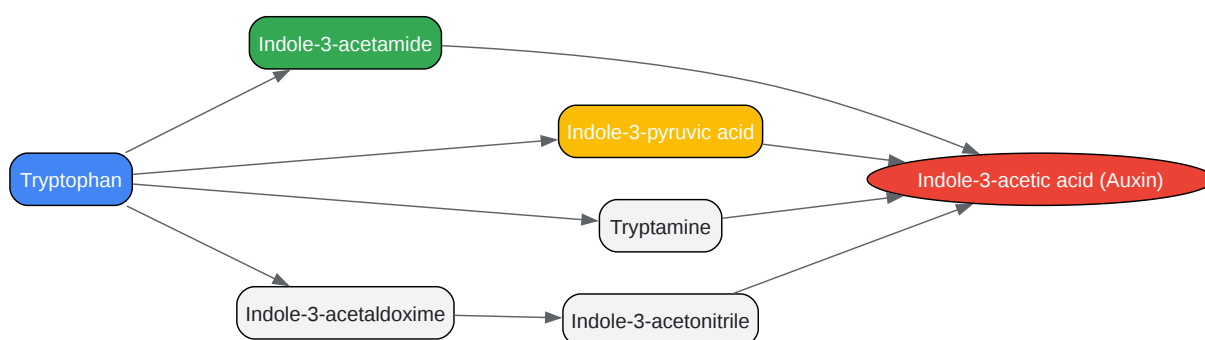 Indole-3-acetamide
Indole-3-pyruvic acid
Tryptophan
Indole-3-acetic acid (Auxin)
Tryptamine
Indole-3-acetaldoxime
Indole-3-acetonitrile